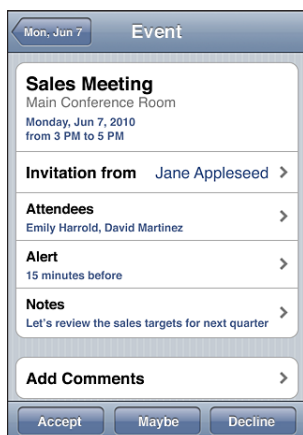 Mon, Jun 7 Event
Sales Meeting
Main Conference Room
Monday, Jun 7, 2010
from 3 PM to 5 PM
Invitation from Jane Appleseed
Attendees
Emily Harrold, David Martinez
Alert
15 minutes before
Notes
Let's review the sales targets for next quarter
Add Comments
Accept Maybe Decline